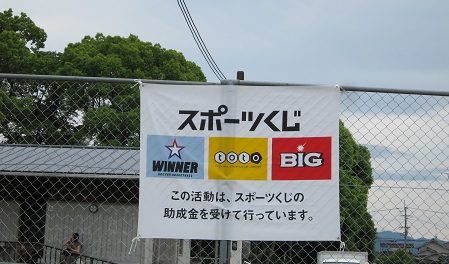 スポーツくじ
WINNER
toto
BIG
この活動は、スポーツくじの
助成金を受けて行っています。